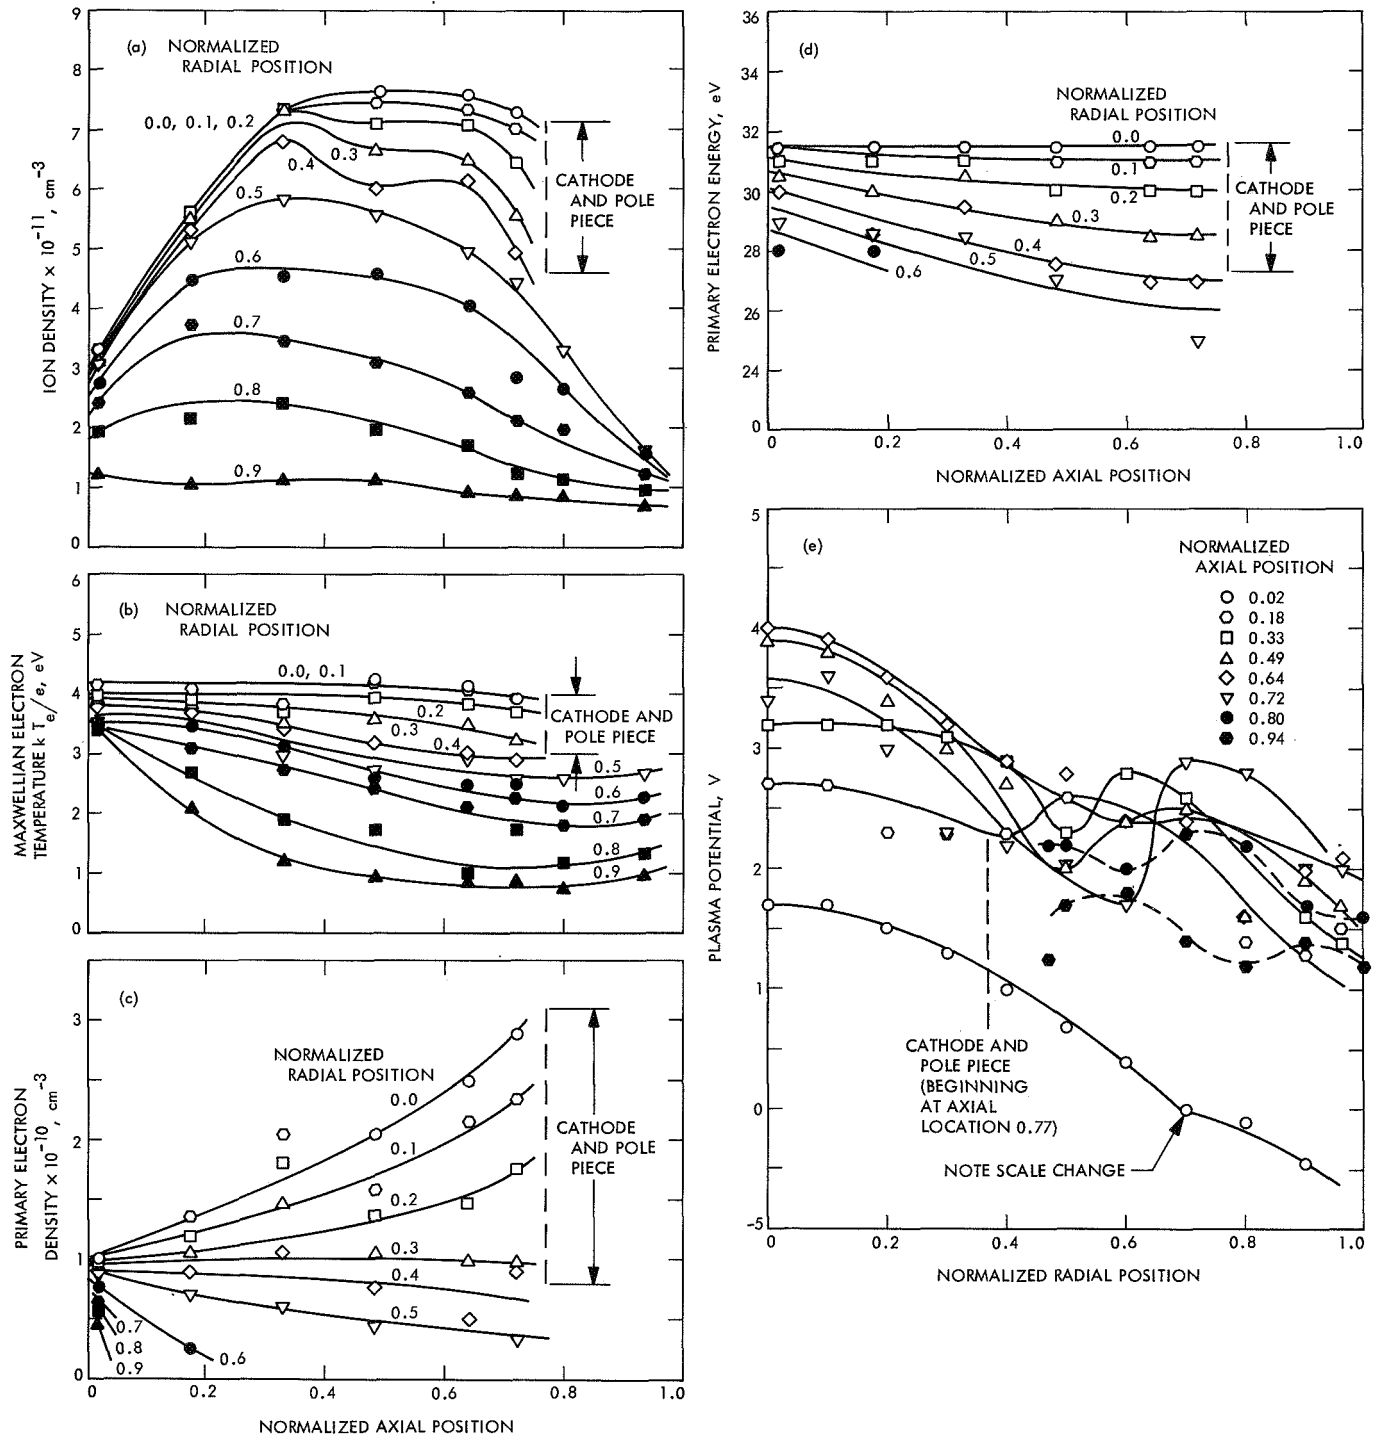 (a) NORMALIZED
RADIAL POSITION
9
8
7
6
5
4
3
2
1
0
ION DENSITY × 10⁻¹¹, cm⁻³
0.0, 0.1, 0.2
0.3
0.4
0.5
0.6
0.7
0.8
0.9
CATHODE
AND POLE
PIECE
(b) NORMALIZED
RADIAL POSITION
6
5
4
3
2
1
0
MAXWELLIAN ELECTRON
TEMPERATURE k Te/e, eV
0.0, 0.1
0.2
0.3
0.4
0.5
0.6
0.7
0.8
0.9
CATHODE AND
POLE PIECE
(c)
3
2
1
0
PRIMARY ELECTRON
DENSITY × 10⁻¹⁰, cm⁻³
NORMALIZED
RADIAL POSITION
0.0
0.1
0.2
0.3
0.4
0.5
0.6
0.7
0.8
0.9
CATHODE
AND POLE
PIECE
0 0.2 0.4 0.6 0.8 1.0
NORMALIZED AXIAL POSITION
(d)
36
34
32
30
28
26
24
0
PRIMARY ELECTRON ENERGY, eV
NORMALIZED
RADIAL POSITION
0.0
0.1
0.2
0.3
0.4
0.5
0.6
CATHODE
AND POLE
PIECE
0 0.2 0.4 0.6 0.8 1.0
NORMALIZED AXIAL POSITION
(e)
5
4
3
2
1
0
−5
PLASMA POTENTIAL, V
NORMALIZED
AXIAL POSITION
0.02
0.18
0.33
0.49
0.64
0.72
0.80
0.94
CATHODE AND
POLE PIECE
(BEGINNING
AT AXIAL
LOCATION 0.77)
NOTE SCALE CHANGE
0 0.2 0.4 0.6 0.8 1.0
NORMALIZED RADIAL POSITION